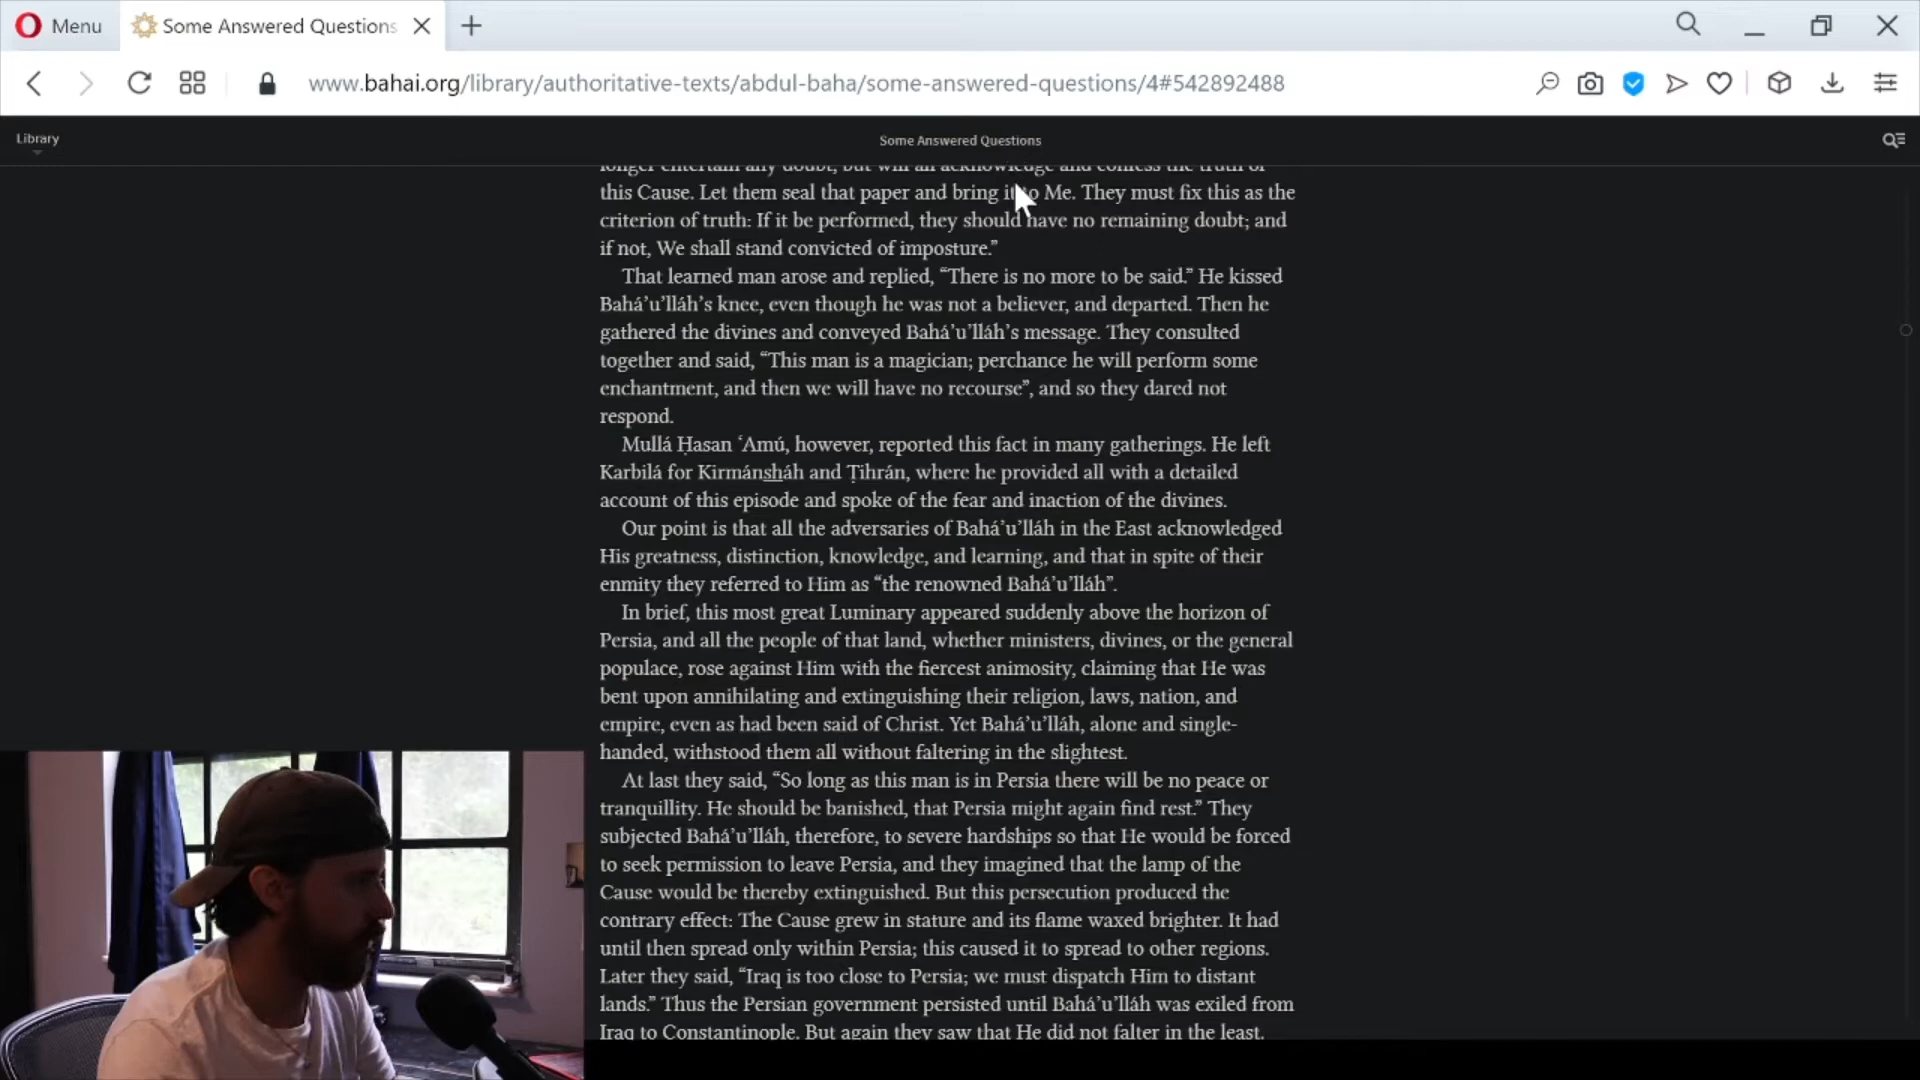 Menu
Some Answered Questions
www.bahai.org/library/authoritative-texts/abdul-baha/some-answered-questions/4#542892488
Library
Some Answered Questions
longer entertain any doubt, but will all acknowledge and confess the truth of
this Cause. Let them seal that paper and bring it to Me. They must fix this as the
criterion of truth: If it be performed, they should have no remaining doubt; and
if not, We shall stand convicted of imposture.”
That learned man arose and replied, “There is no more to be said.” He kissed
Bahá’u’lláh’s knee, even though he was not a believer, and departed. Then he
gathered the divines and conveyed Bahá’u’lláh’s message. They consulted
together and said, “This man is a magician; perchance he will perform some
enchantment, and then we will have no recourse”, and so they dared not
respond.
Mullá Ḥasan ‘Amú, however, reported this fact in many gatherings. He left
Karbilá for Kirmánsháh and Ṭihrán, where he provided all with a detailed
account of this episode and spoke of the fear and inaction of the divines.
Our point is that all the adversaries of Bahá’u’lláh in the East acknowledged
His greatness, distinction, knowledge, and learning, and that in spite of their
enmity they referred to Him as “the renowned Bahá’u’lláh”.
In brief, this most great Luminary appeared suddenly above the horizon of
Persia, and all the people of that land, whether ministers, divines, or the general
populace, rose against Him with the fiercest animosity, claiming that He was
bent upon annihilating and extinguishing their religion, laws, nation, and
empire, even as had been said of Christ. Yet Bahá’u’lláh, alone and single-
handed, withstood them all without faltering in the slightest.
At last they said, “So long as this man is in Persia there will be no peace or
tranquillity. He should be banished, that Persia might again find rest.” They
subjected Bahá’u’lláh, therefore, to severe hardships so that He would be forced
to seek permission to leave Persia, and they imagined that the lamp of the
Cause would be thereby extinguished. But this persecution produced the
contrary effect: The Cause grew in stature and its flame waxed brighter. It had
until then spread only within Persia; this caused it to spread to other regions.
Later they said, “Iraq is too close to Persia; we must dispatch Him to distant
lands.” Thus the Persian government persisted until Bahá’u’lláh was exiled from
Iraq to Constantinople. But again they saw that He did not falter in the least.